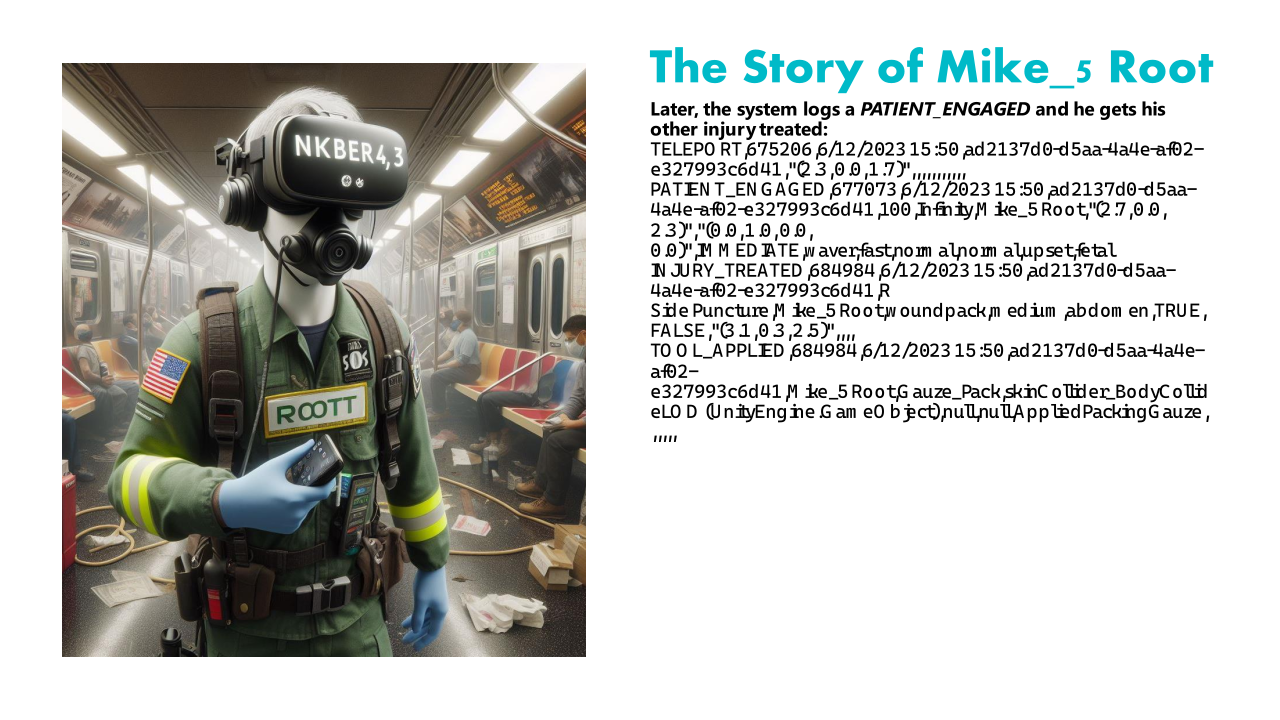 The Story of Mike_5 Root
Later, the system logs a PATIENT_ENGAGED and he gets his
other injury treated:
TELEPORT,675206,6/12/2023 15:50,ad2137d0-d5aa-4a4e-af02-
e327993c6d41,"(2.3,0.0,1.7)",,,,,,,,,,,
PATIENT_ENGAGED,677073,6/12/2023 15:50,ad2137d0-d5aa-
4a4e-af02-e327993c6d41,100,Infinity,Mike_5 Root,"(2.7,0.0,
2.3)","(0.0,1.0,0.0,
0.0)",IMMEDIATE,waver,fast,normal,normal,upset,fetal
INJURY_TREATED,684984,6/12/2023 15:50,ad2137d0-d5aa-
4a4e-af02-e327993c6d41,R
Side Puncture,Mike_5 Root,woundpack,medium,abdomen,TRUE,
FALSE,"(3.1,0.3,2.5)",,,,
TOOL_APPLIED,684984,6/12/2023 15:50,ad2137d0-d5aa-4a4e-
af02-
e327993c6d41,Mike_5 Root,Gauze_Pack,skinCollider_BodyCollid
eLOD (UnityEngine.GameObject),null,null,AppliedPackingGauze,
,,,,,
NKBER4,3
SOS
ROOTT